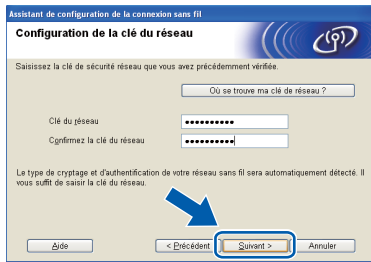 Assistant de configuration de la connexion sans fil
Configuration de la clé du réseau
Saisissez la clé de sécurité réseau que vous avez précédemment vérifiée.
Où se trouve ma clé de réseau ?
Clé du réseau ●●●●●●●●●●
Confirmez la clé du réseau ●●●●●●●●●●
Le type de cryptage et d'authentification de votre réseau sans fil sera automatiquement détecté. Il
vous suffit de saisir la clé du réseau.
Aide < Précédent Suivant > Annuler